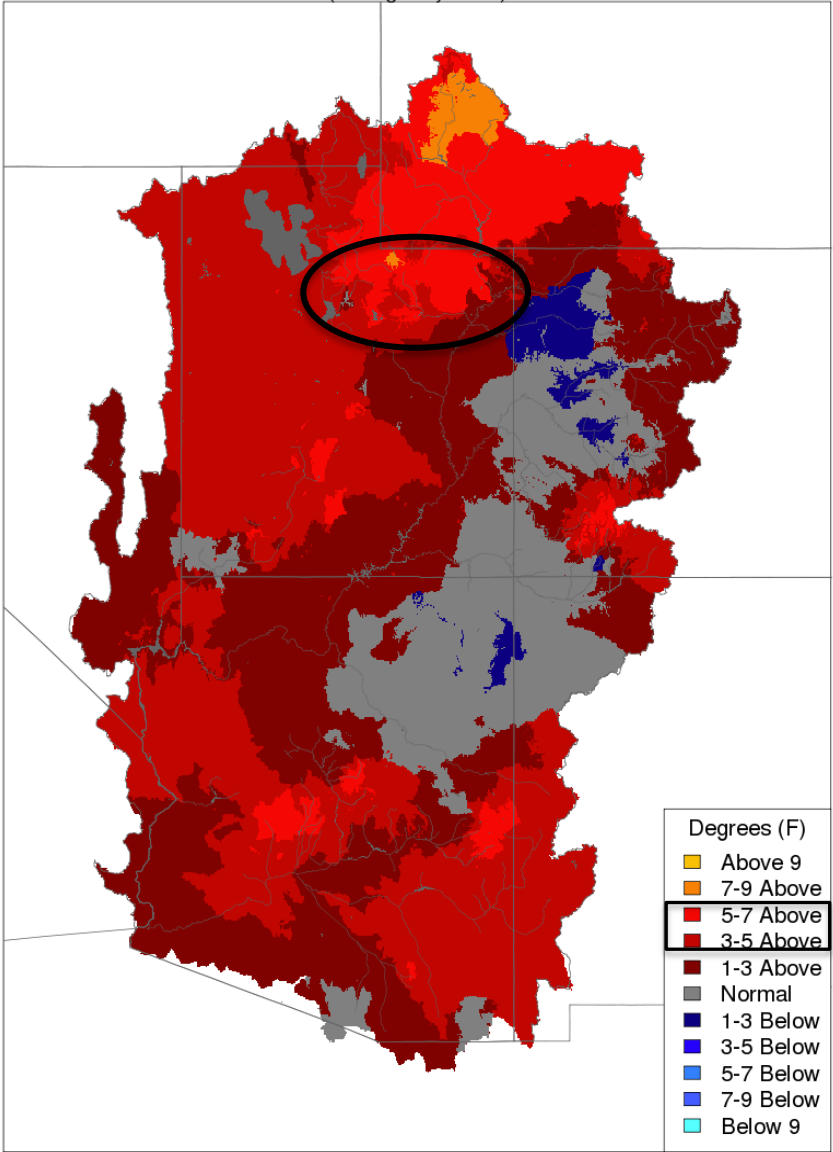 Degrees (F)
Above 9
7-9 Above
5-7 Above
3-5 Above
1-3 Above
Normal
1-3 Below
3-5 Below
5-7 Below
7-9 Below
Below 9